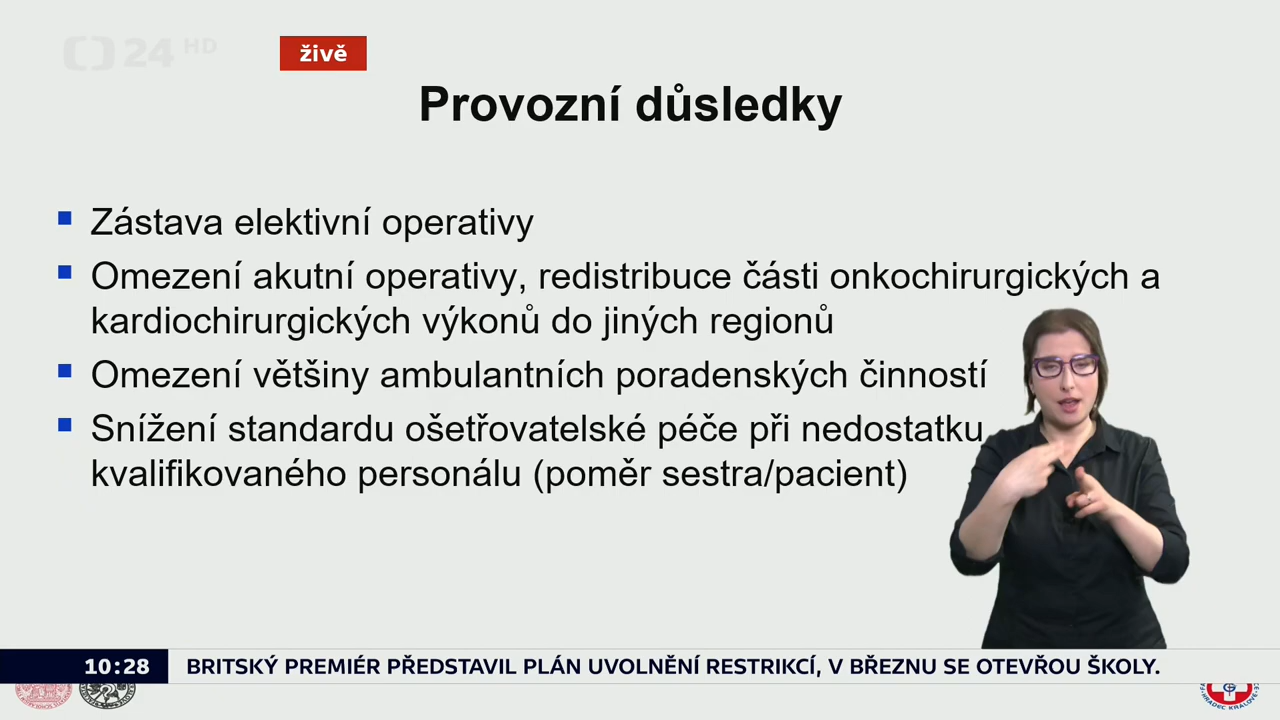 24 HD
živě
Provozní důsledky
Zástava elektivní operativy
Omezení akutní operativy, redistribuce části onkochirurgických a
kardiochirurgických výkonů do jiných regionů
Omezení většiny ambulantních poradenských činností
Snížení standardu ošetřovatelské péče při nedostatku
kvalifikovaného personálu (poměr sestra/pacient)
10:28
BRITSKÝ PREMIÉR PŘEDSTAVIL PLÁN UVOLNĚNÍ RESTRIKCÍ, V BŘEZNU SE OTEVŘOU ŠKOLY.
HRADEC KRÁLOVÉ